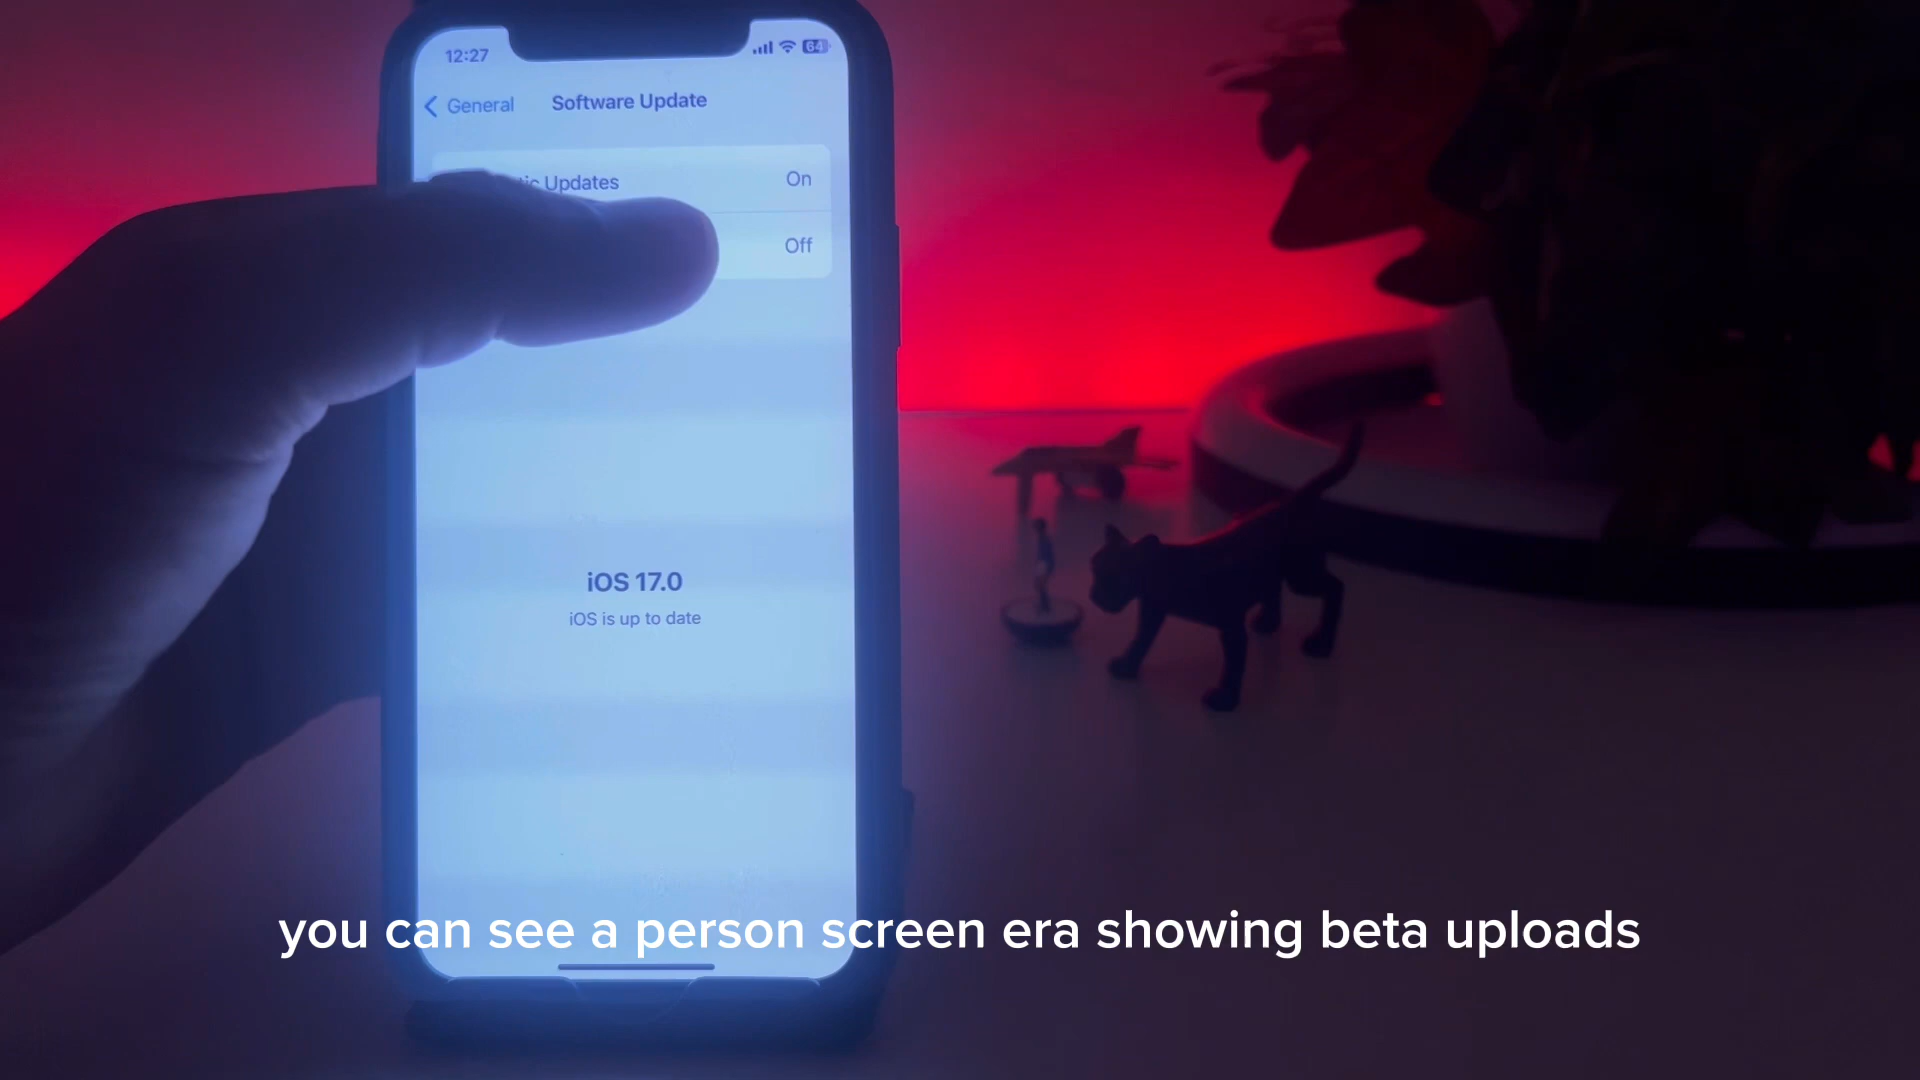 12:27
64
General
Software Update
Updates
On
Off
iOS 17.0
iOS is up to date
you can see a person screen era showing beta uploads